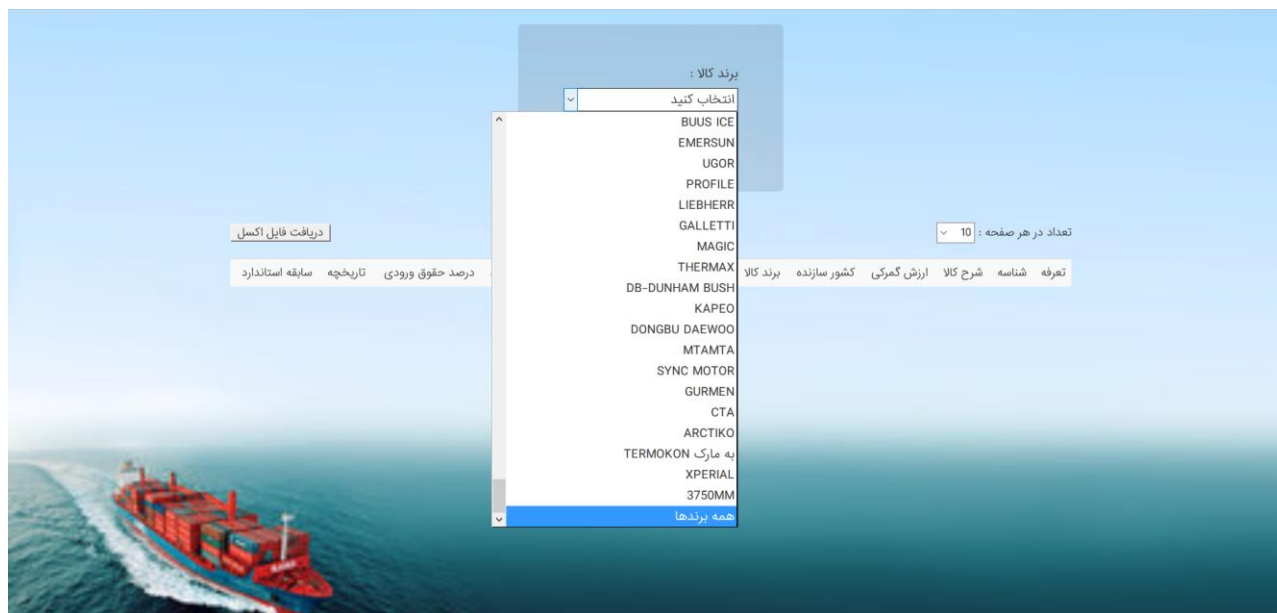 برند کالا :
انتخاب کنید
BUUS ICE
EMERSUN
UGOR
PROFILE
LIEBHERR
GALLETTI
MAGIC
THERMAX
DB-DUNHAM BUSH
KAPEO
DONGBU DAEWOO
MTAMTA
SYNC MOTOR
GURMEN
CTA
ARCTIKO
به مارک TERMOKON
XPERIAL
3750MM
همه برندها
تعداد در هر صفحه : 10
دریافت فایل اکسل
تعرفه شناسه شرح کالا ارزش گمرکی کشور سازنده برند کالا درصد حقوق ورودی تاریخچه سابقه استاندارد